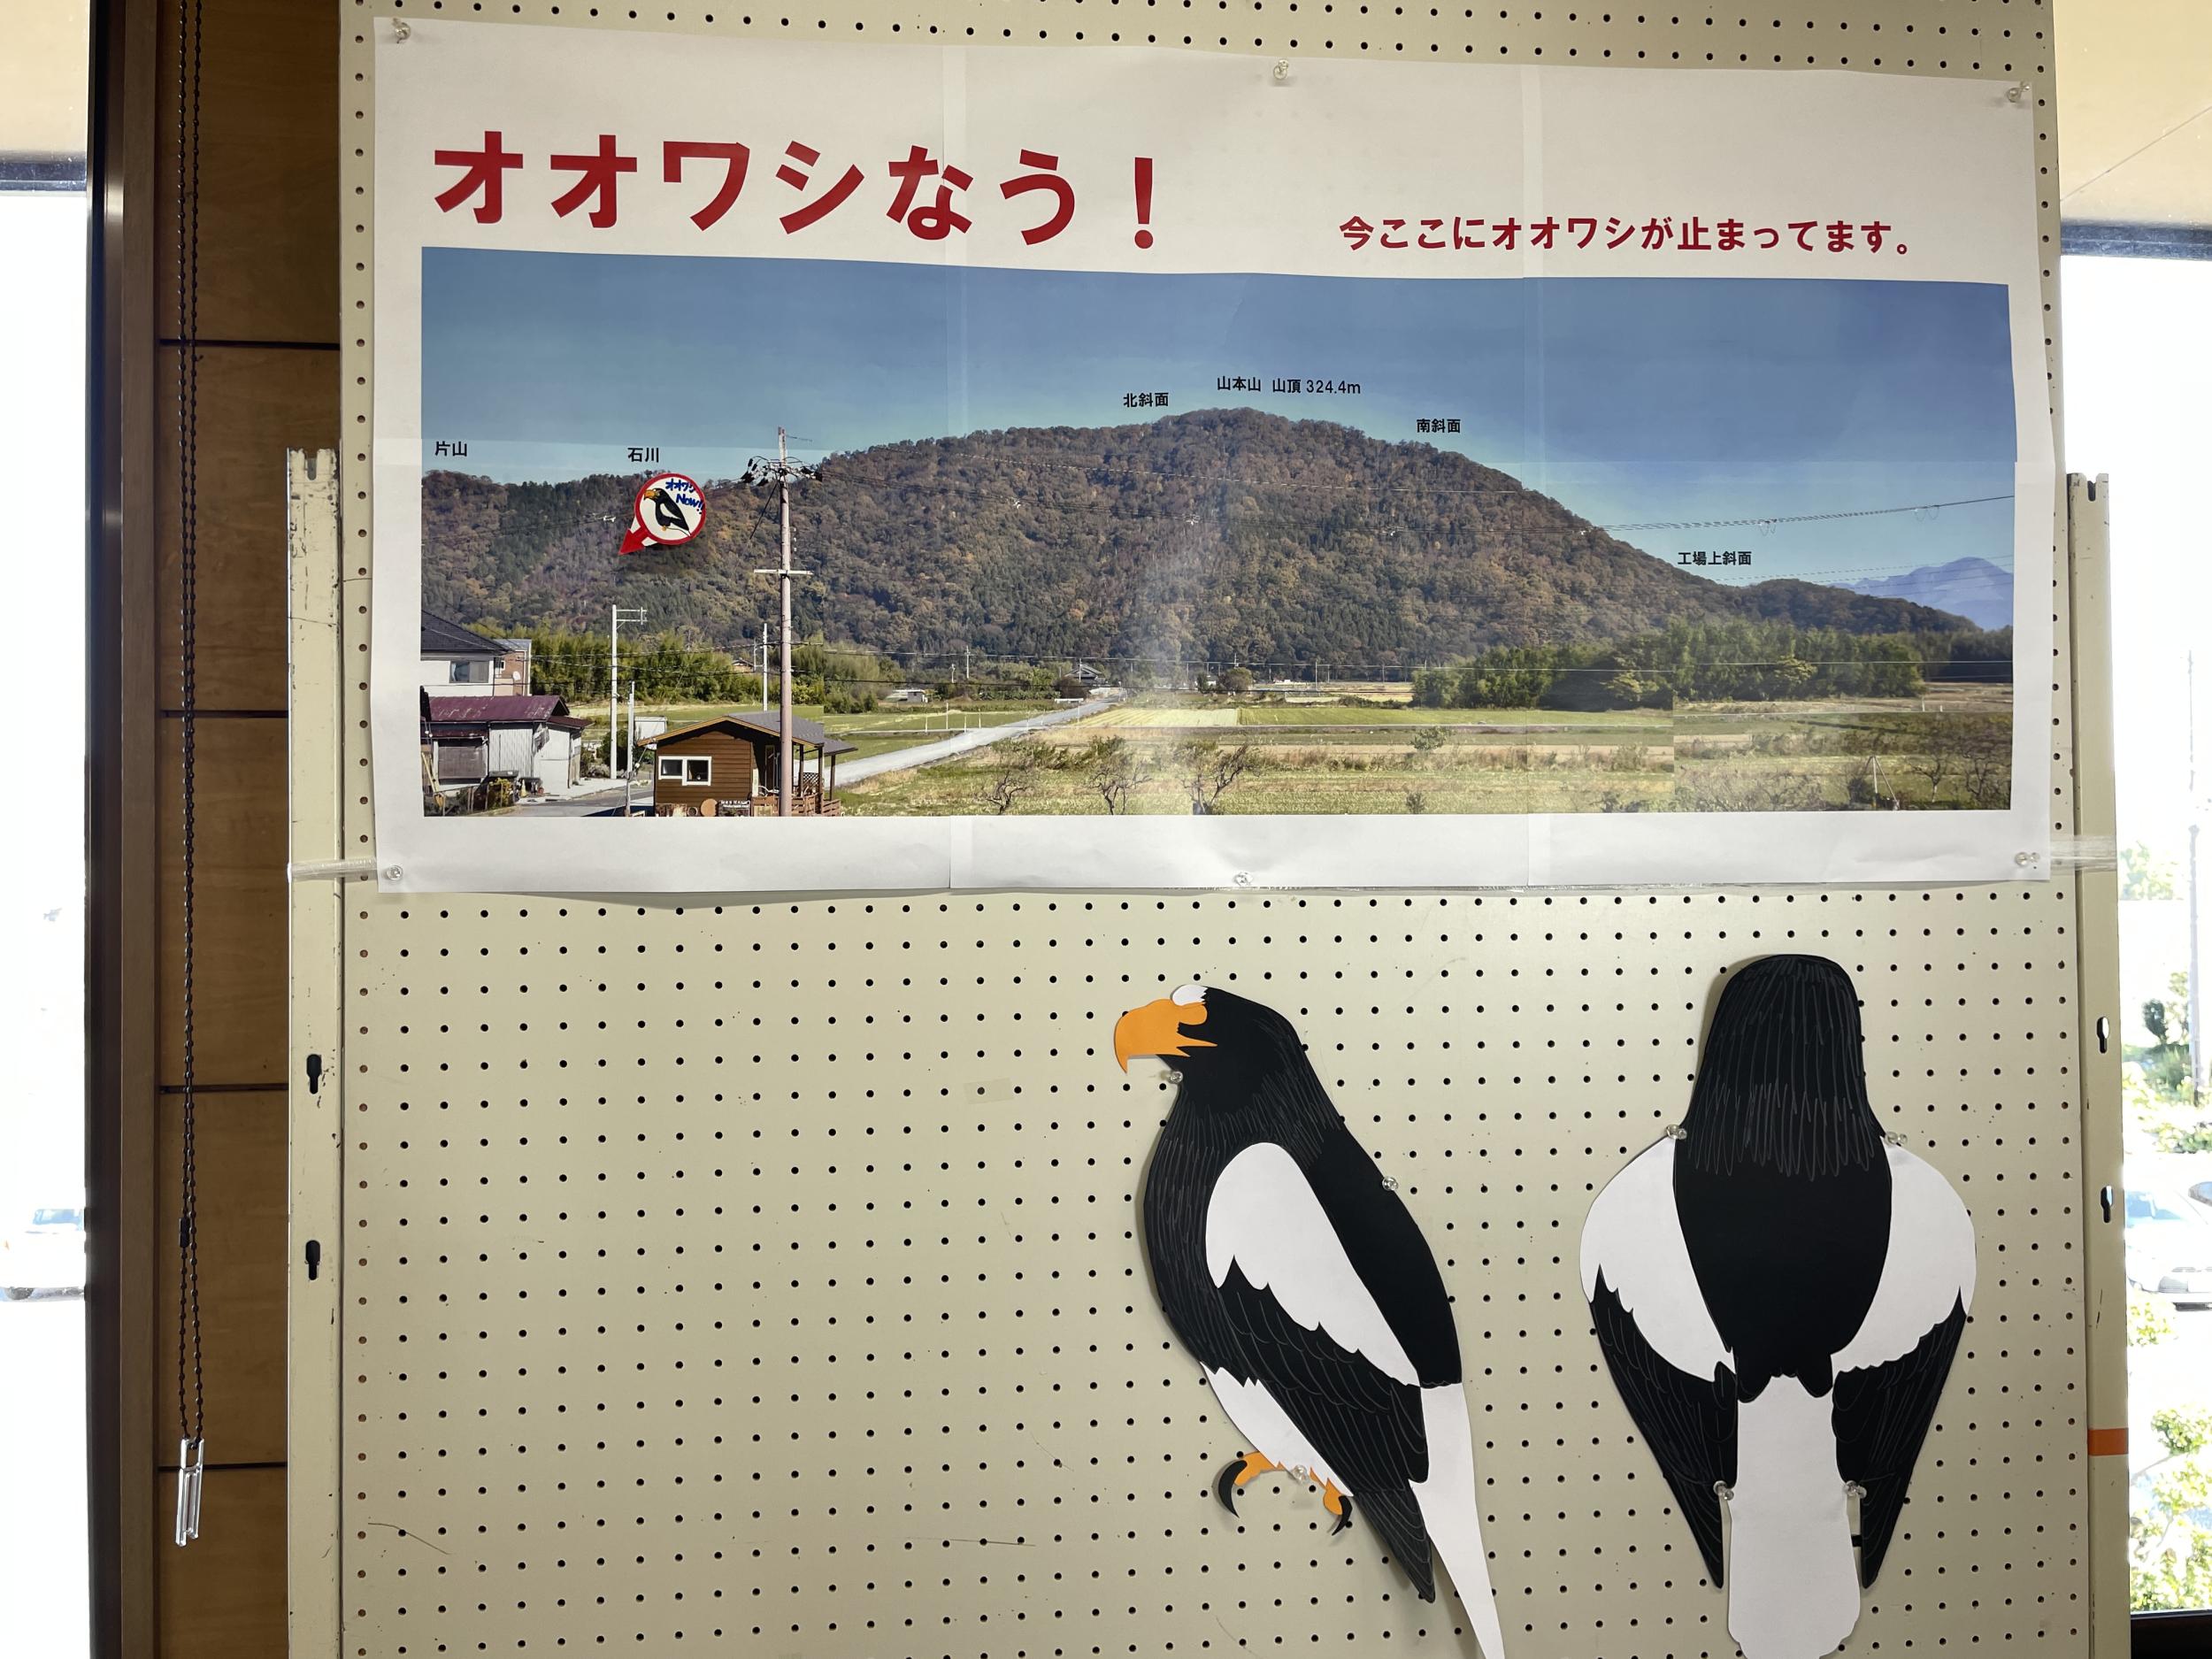 オオワシなう！
今ここにオオワシが止まってます。
山本山 山頂 324.4m
北斜面
南斜面
片山
石川
オオワシ
Now!!
工場上斜面